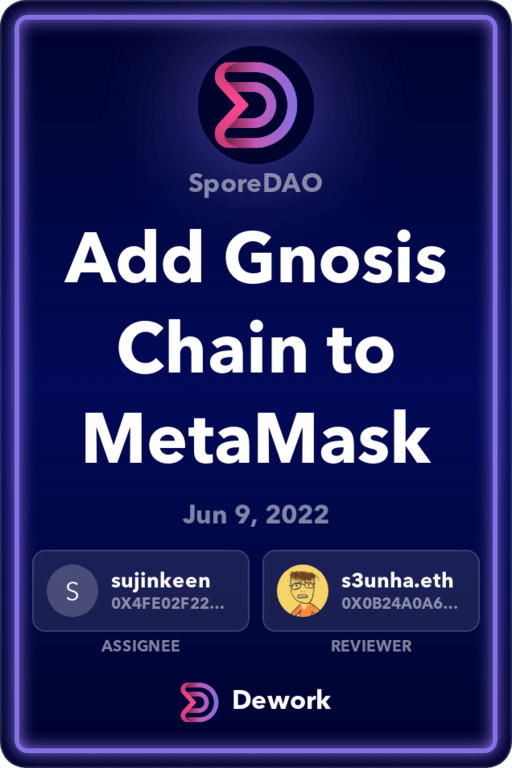 SporeDAO
Add Gnosis
Chain to
MetaMask
Jun 9, 2022
S
sujinkeen
0X4FE02F22...
ASSIGNEE
s3unha.eth
0X0B24A0A6...
REVIEWER
Dework